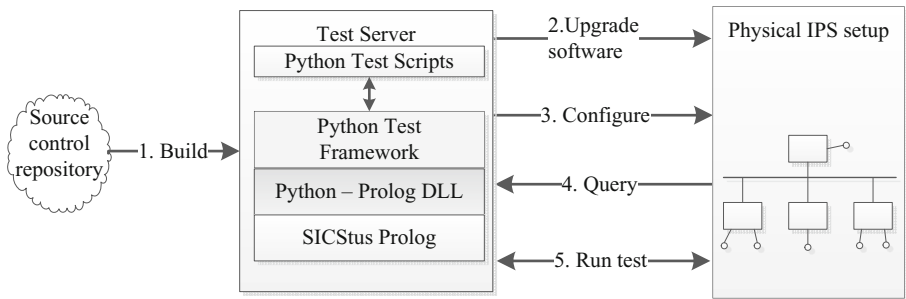 Source
control
repository
1. Build
Test Server
Python Test Scripts
Python Test
Framework
Python – Prolog DLL
SICStus Prolog
2.Upgrade
software
3. Configure
4. Query
5. Run test
Physical IPS setup